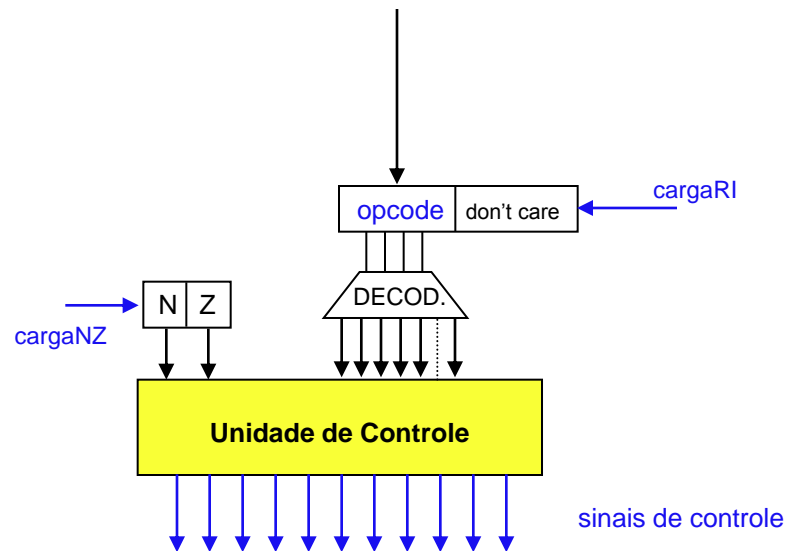 cargaRI
opcode
don't care
DECOD.
N Z
cargaNZ
Unidade de Controle
sinais de controle